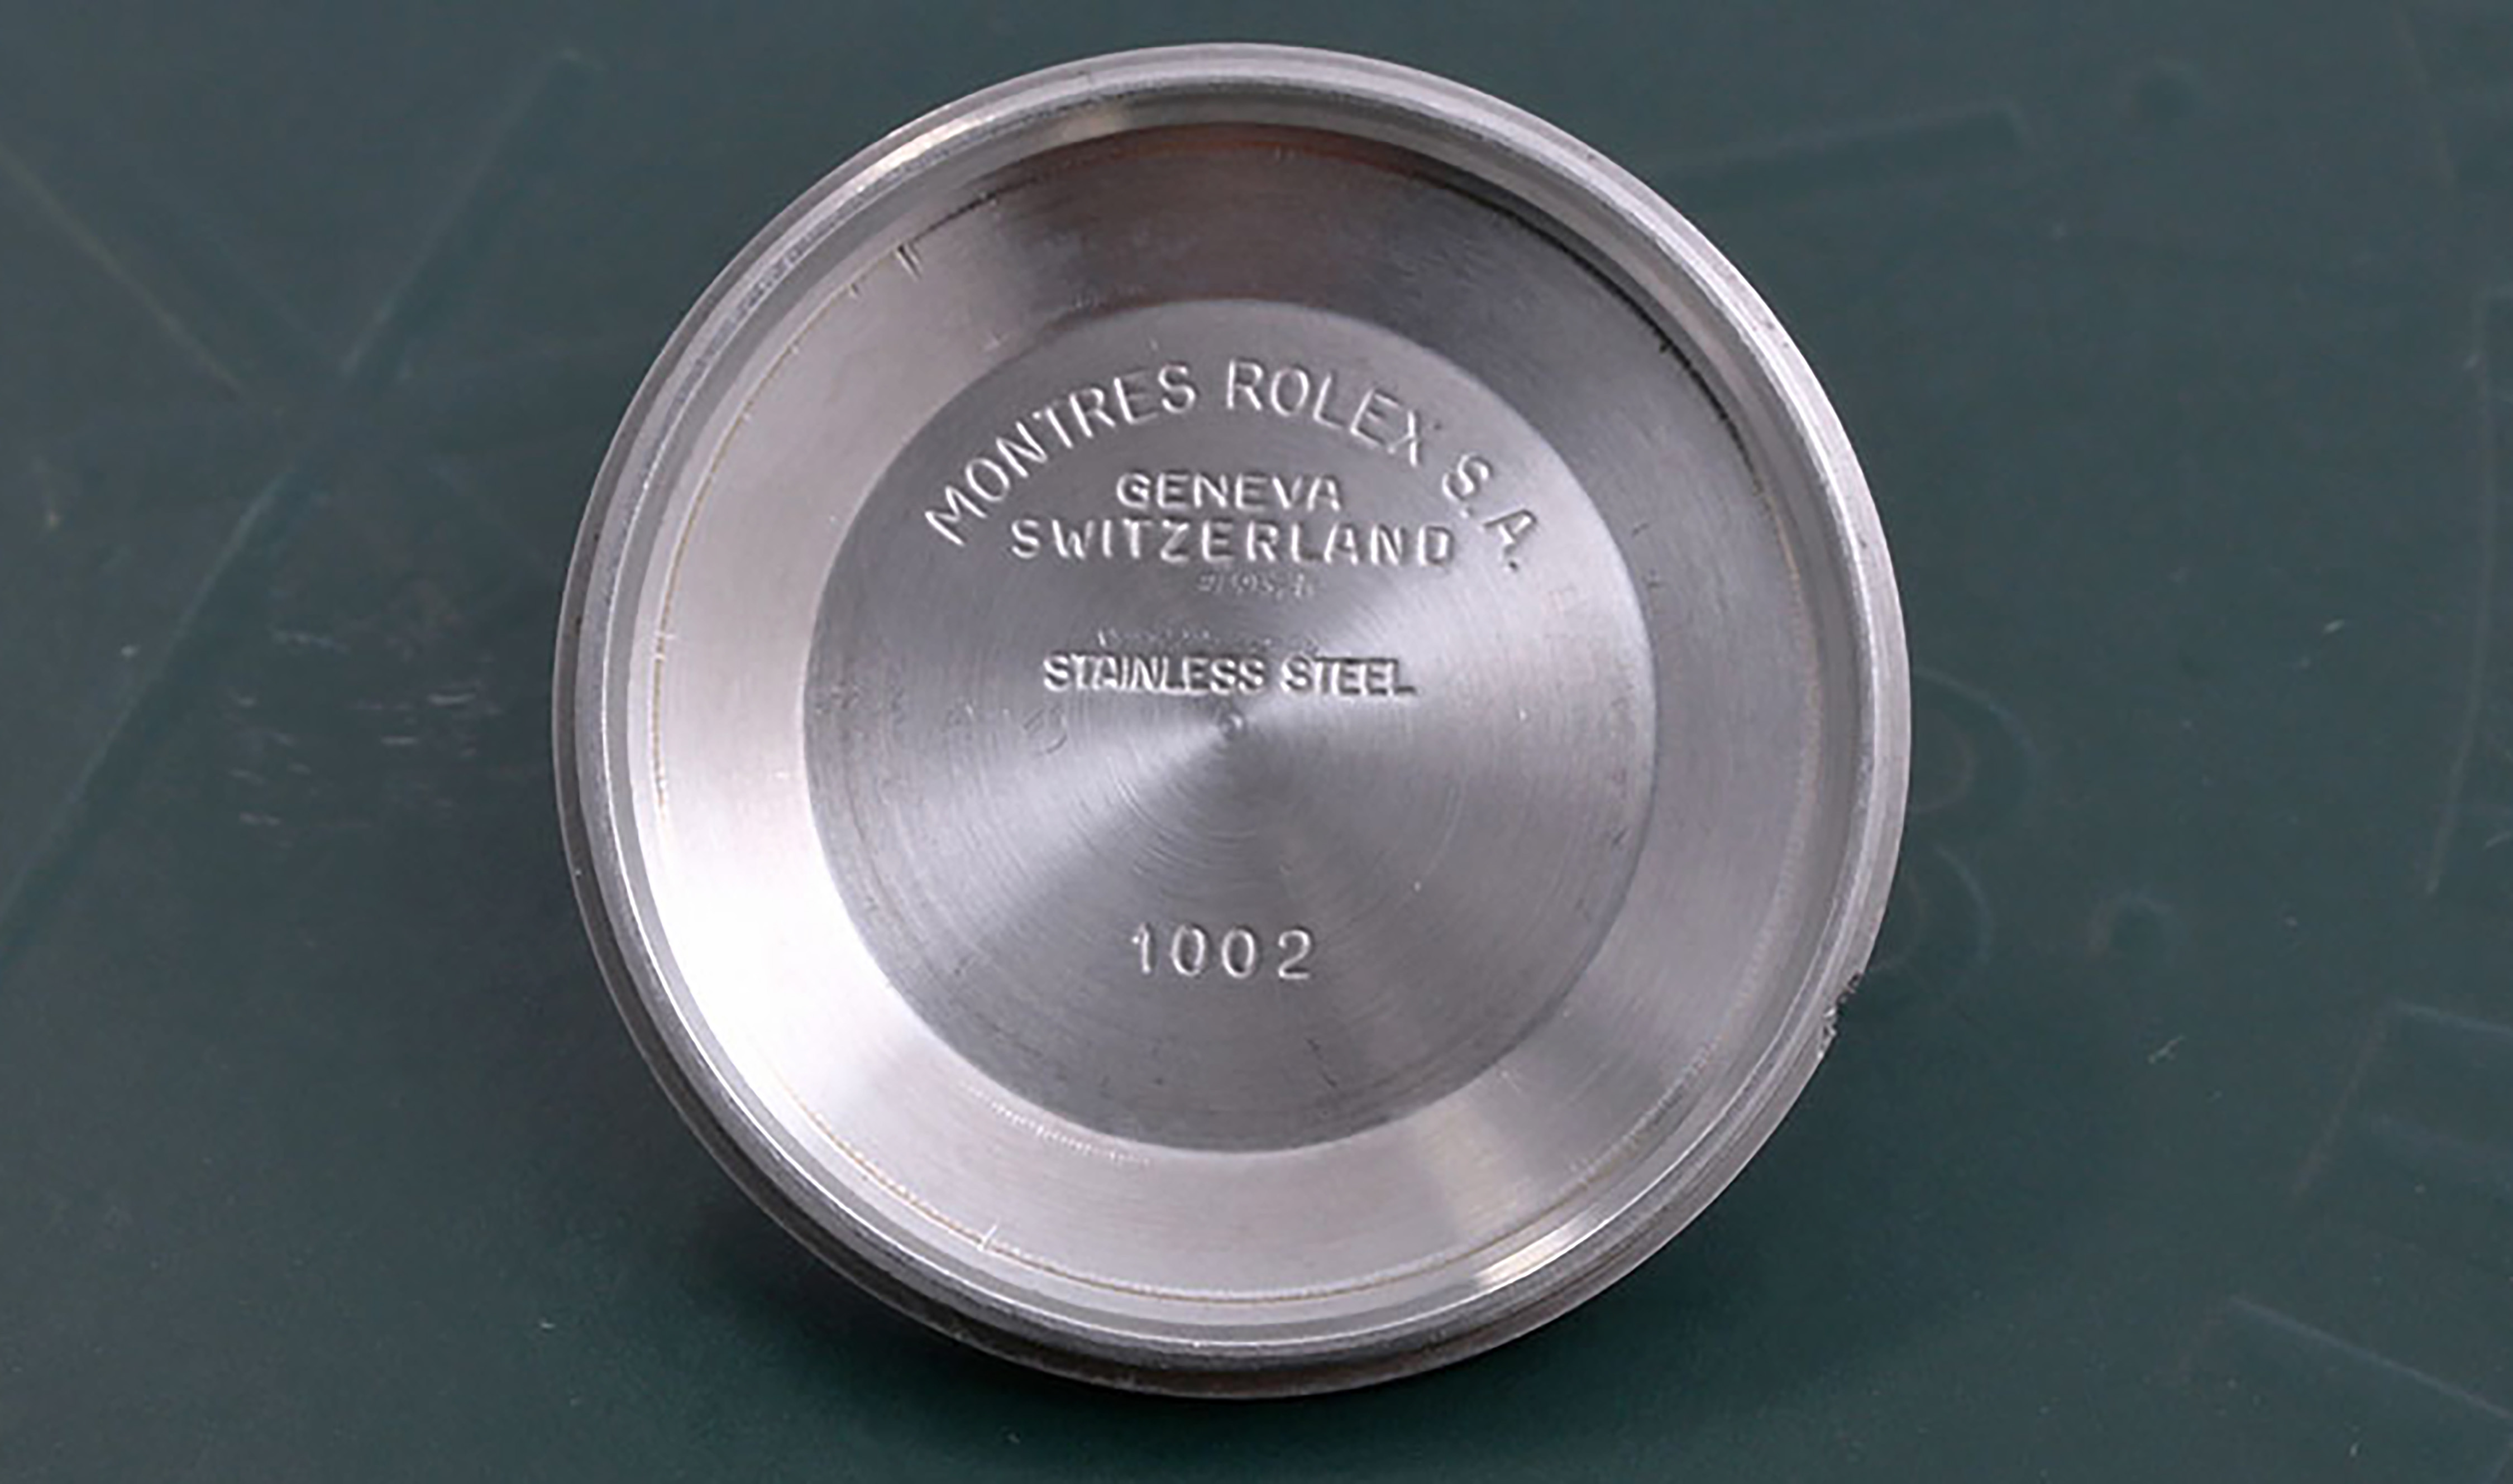 MONTRES ROLEX S.A.
GENEVA
SWITZERLAND
STAINLESS STEEL
1002